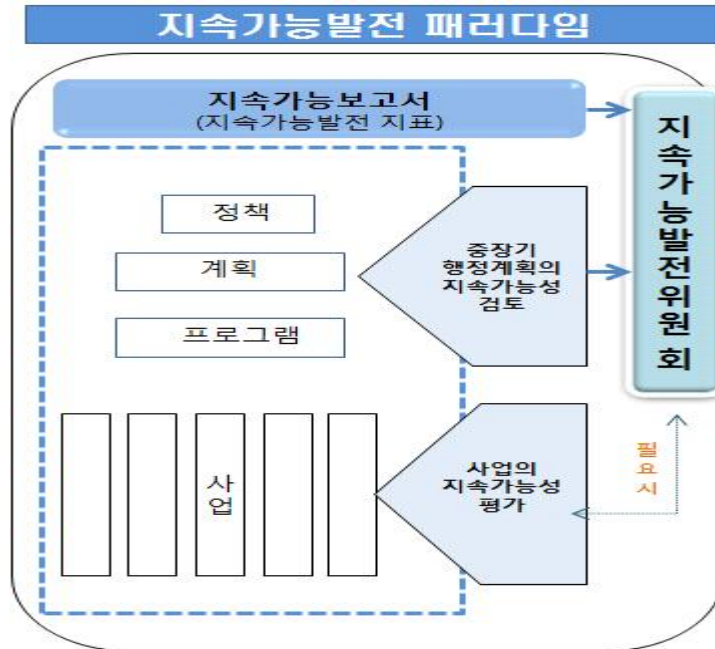 지속가능발전 패러다임
지속가능보고서
(지속가능발전 지표)
정책
계획
프로그램
중장기
행정계획의
지속가능성
검토
지속가능발전위원회
사업
사업의
지속가능성
평가
필요시